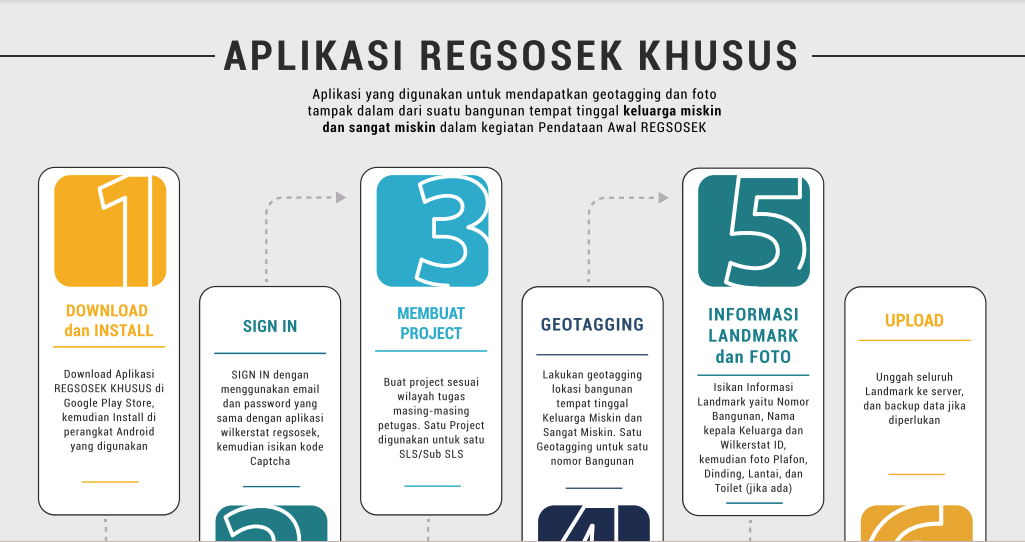 APLIKASI REGSOSEK KHUSUS
Aplikasi yang digunakan untuk mendapatkan geotagging dan foto
tampak dalam dari suatu bangunan tempat tinggal keluarga miskin
dan sangat miskin dalam kegiatan Pendataan Awal REGSOSEK
1
DOWNLOAD
dan INSTALL
Download Aplikasi
REGSOSEK KHUSUS di
Google Play Store,
kemudian Install di
perangkat Android
yang digunakan
SIGN IN
SIGN IN dengan
menggunakan email
dan password yang
sama dengan aplikasi
wilkerstat regsosek,
kemudian isikan kode
Captcha
2
3
MEMBUAT
PROJECT
Buat project sesuai
wilayah tugas
masing-masing
petugas. Satu Project
digunakan untuk satu
SLS/Sub SLS
GEOTAGGING
Lakukan geotagging
lokasi bangunan
tempat tinggal
Keluarga Miskin dan
Sangat Miskin. Satu
Geotagging untuk satu
nomor Bangunan
4
5
INFORMASI
LANDMARK
dan FOTO
Isikan Informasi
Landmark yaitu Nomor
Bangunan, Nama
kepala Keluarga dan
Wilkerstat ID,
kemudian foto Plafon,
Dinding, Lantai, dan
Toilet (jika ada)
UPLOAD
Unggah seluruh
Landmark ke server,
dan backup data jika
diperlukan
6